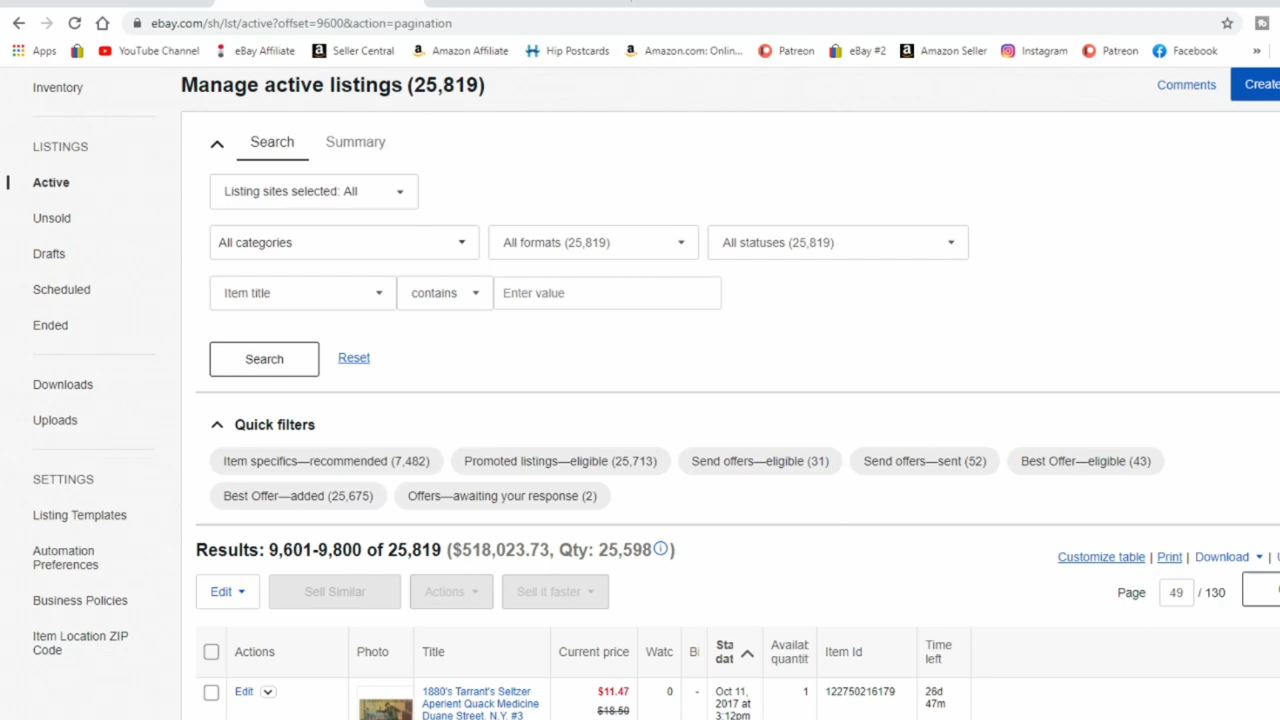 ebay.com/sh/lst/active?offset=9600&action=pagination
Apps YouTube Channel eBay Affiliate Seller Central Amazon Affiliate Hip Postcards Amazon.com: Onlin... Patreon eBay #2 Amazon Seller Instagram Patreon Facebook »
Inventory
LISTINGS
Active
Unsold
Drafts
Scheduled
Ended
Downloads
Uploads
SETTINGS
Listing Templates
Automation
Preferences
Business Policies
Item Location ZIP
Code
Manage active listings (25,819)
Comments
Create
Search Summary
Listing sites selected: All
All categories All formats (25,819) All statuses (25,819)
Item title contains Enter value
Search Reset
Quick filters
Item specifics—recommended (7,482) Promoted listings—eligible (25,713) Send offers—eligible (31) Send offers—sent (52) Best Offer—eligible (43)
Best Offer—added (25,675) Offers—awaiting your response (2)
Results: 9,601-9,800 of 25,819 ($518,023.73, Qty: 25,598)
Customize table | Print | Download |
Edit Sell Similar Actions Sell it faster
Page 49 / 130
Actions Photo Title Current price Watc Bi Sta dat Availat quantit Item Id Time left
Edit 1880's Tarrant's Seltzer $11.47 0 - Oct 11, 1 122750216179 26d
Aperient Quack Medicine $18.50 2017 at 47m
Duane Street, N.Y. #3 3:12pm